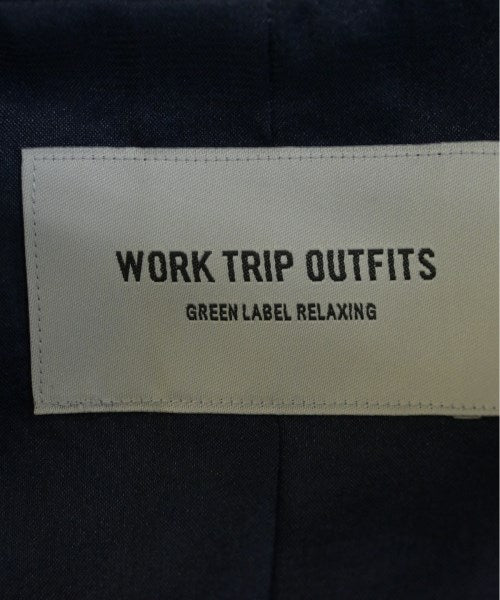 WORK TRIP OUTFITS
GREEN LABEL RELAXING